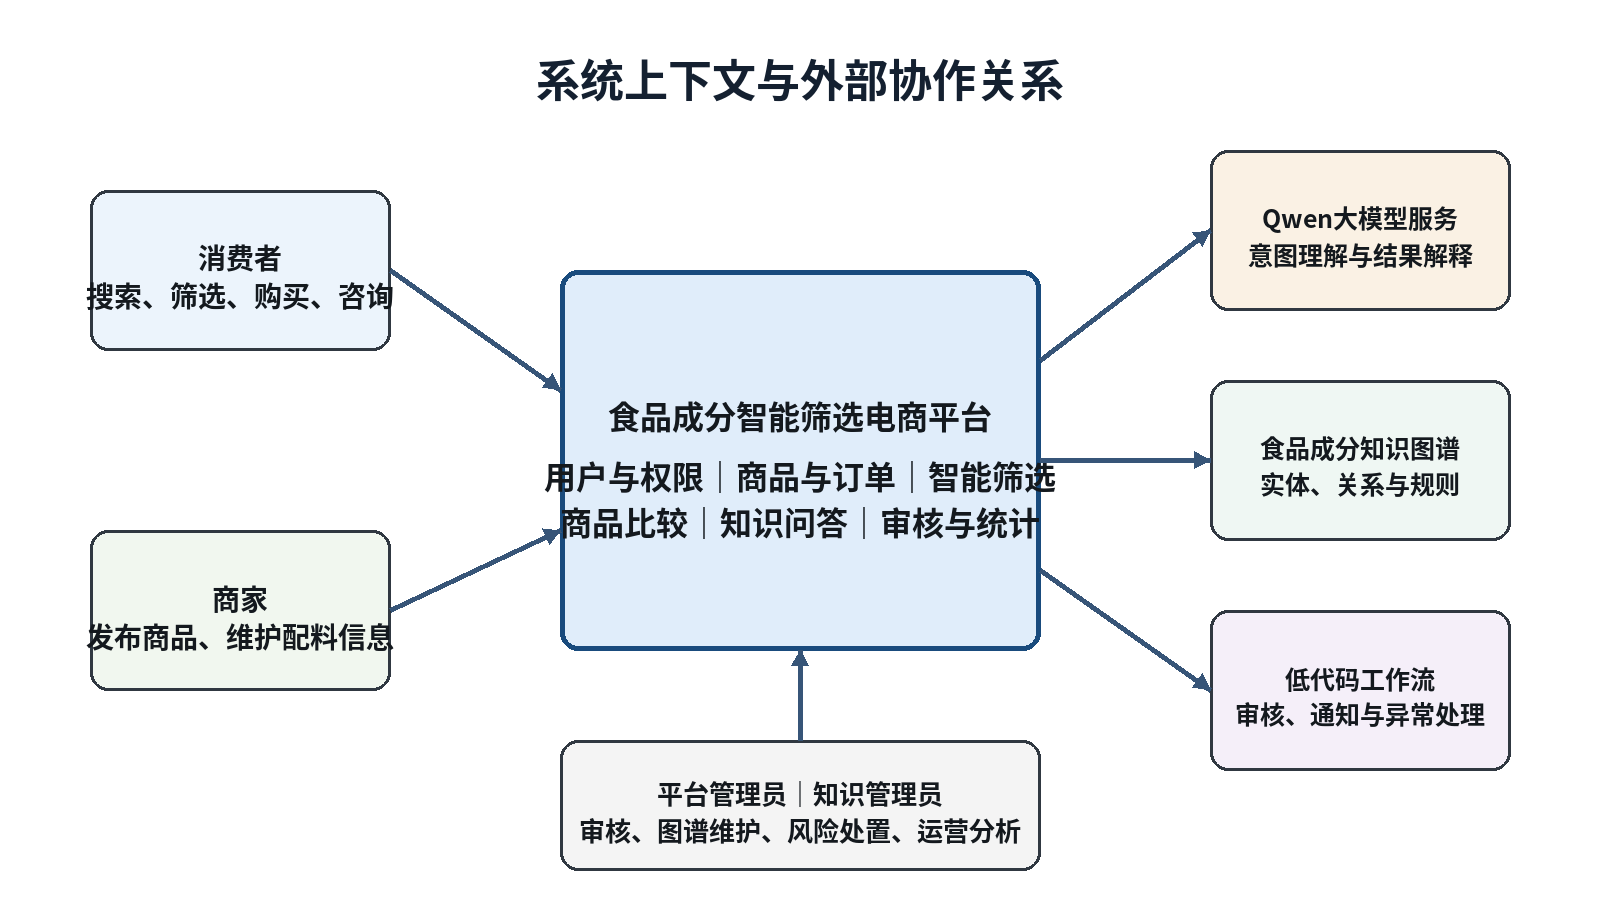 系统上下文与外部协作关系
消费者
搜索、筛选、购买、咨询
商家
发布商品、维护配料信息
食品成分智能筛选电商平台
用户与权限｜商品与订单｜智能筛选
商品比较｜知识问答｜审核与统计
平台管理员｜知识管理员
审核、图谱维护、风险处置、运营分析
Qwen大模型服务
意图理解与结果解释
食品成分知识图谱
实体、关系与规则
低代码工作流
审核、通知与异常处理